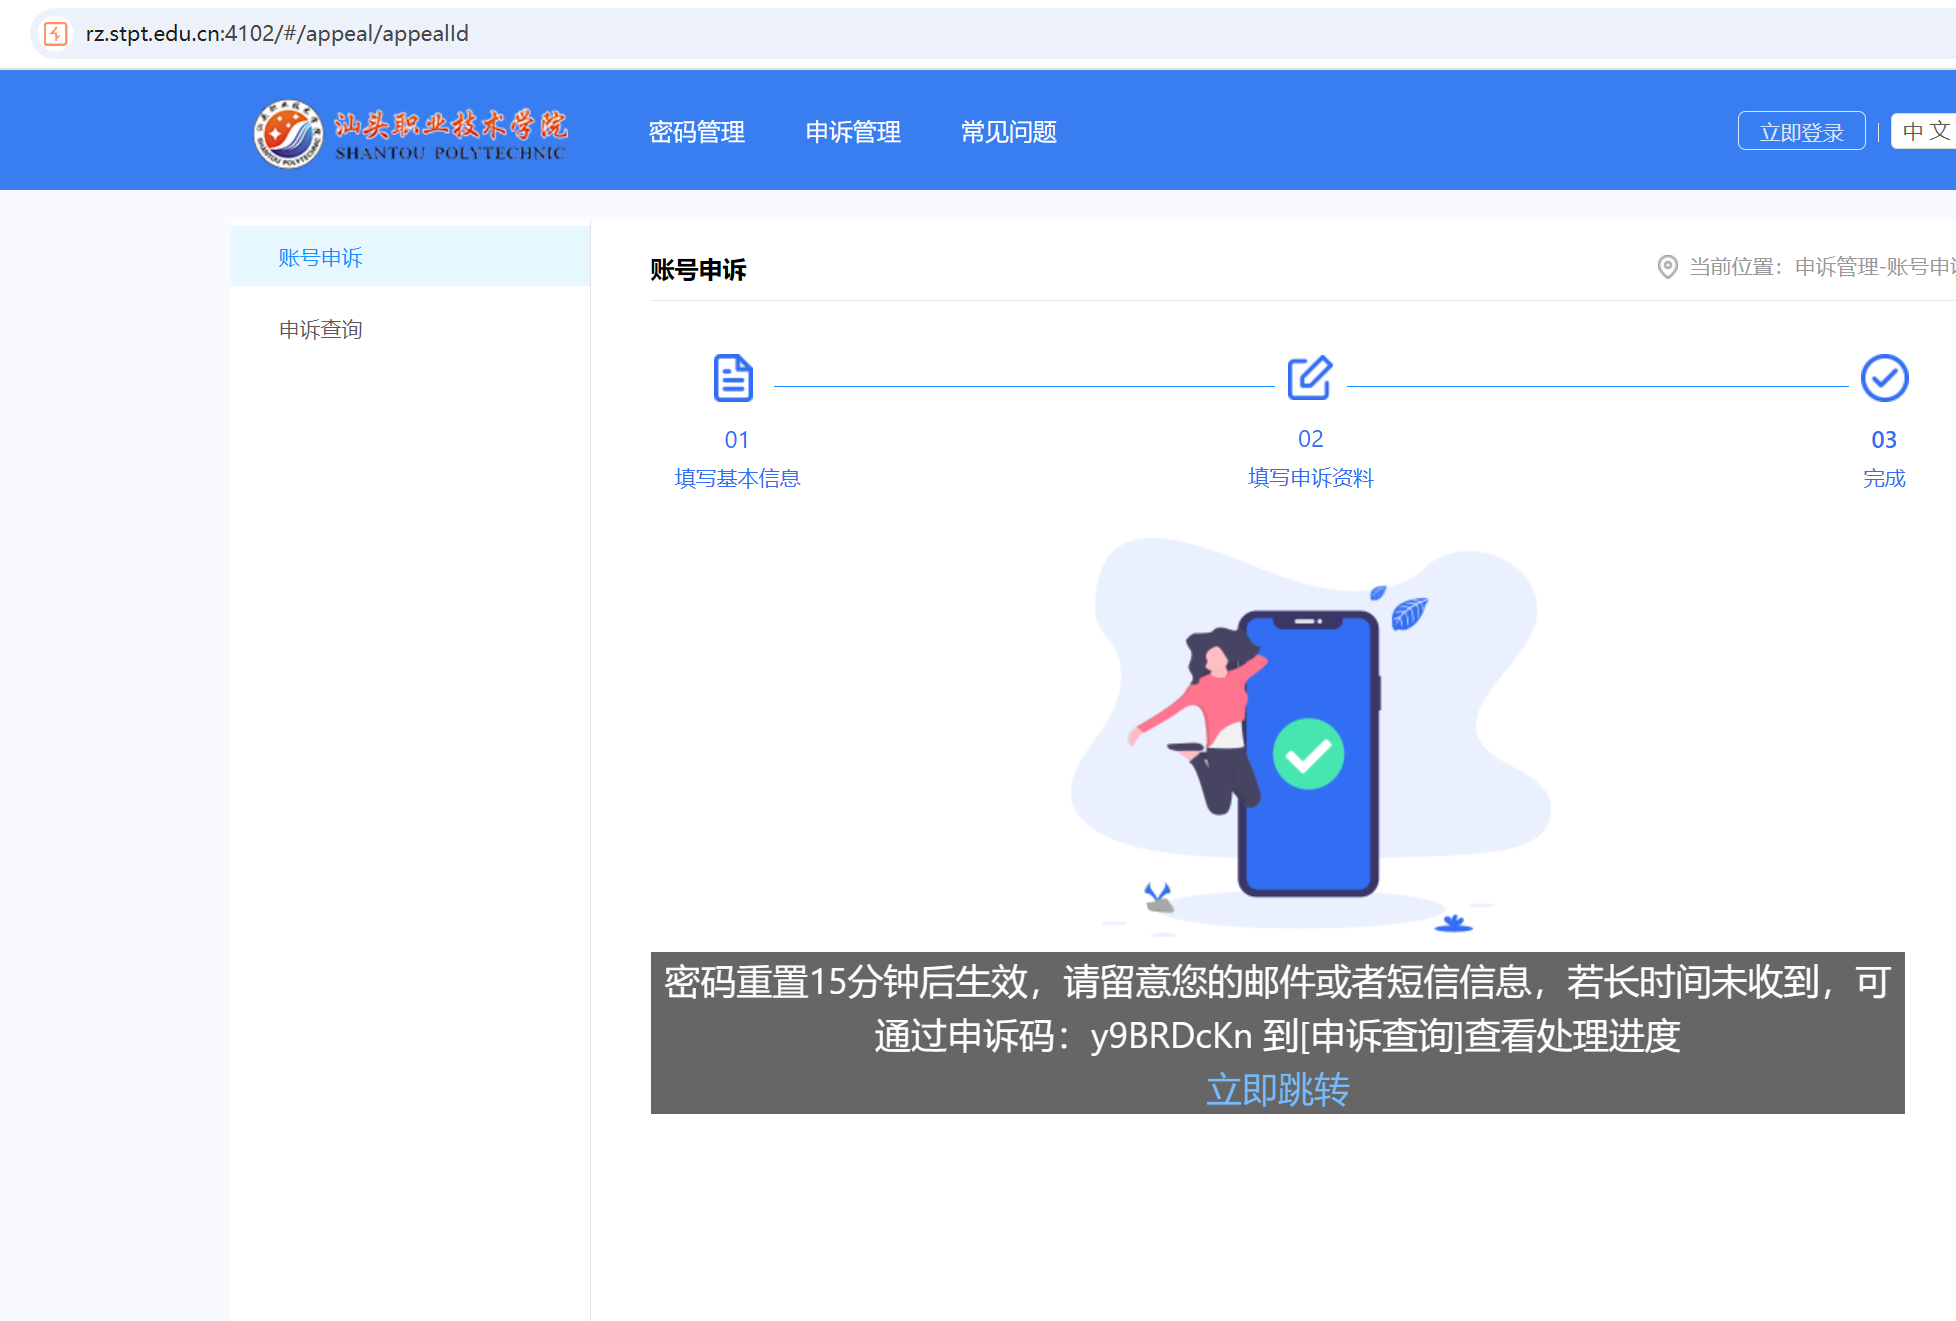 rz.stpt.edu.cn:4102/#/appeal/appealId
汕头职业技术学院
SHANTOU POLYTECHNIC
密码管理
申诉管理
常见问题
立即登录
中文
账号申诉
申诉查询
账号申诉
当前位置：申诉管理-账号申
01
填写基本信息
02
填写申诉资料
03
完成
密码重置15分钟后生效，请留意您的邮件或者短信信息，若长时间未收到，可
通过申诉码：y9BRDcKn 到[申诉查询]查看处理进度
立即跳转